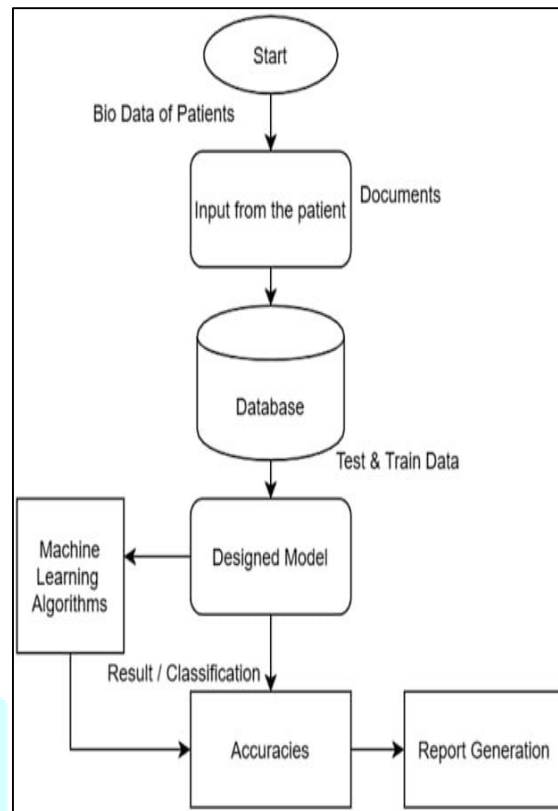 Start
Bio Data of Patients
Input from the patient
Documents
Database
Test & Train Data
Machine
Learning
Algorithms
Designed Model
Result / Classification
Accuracies
Report Generation